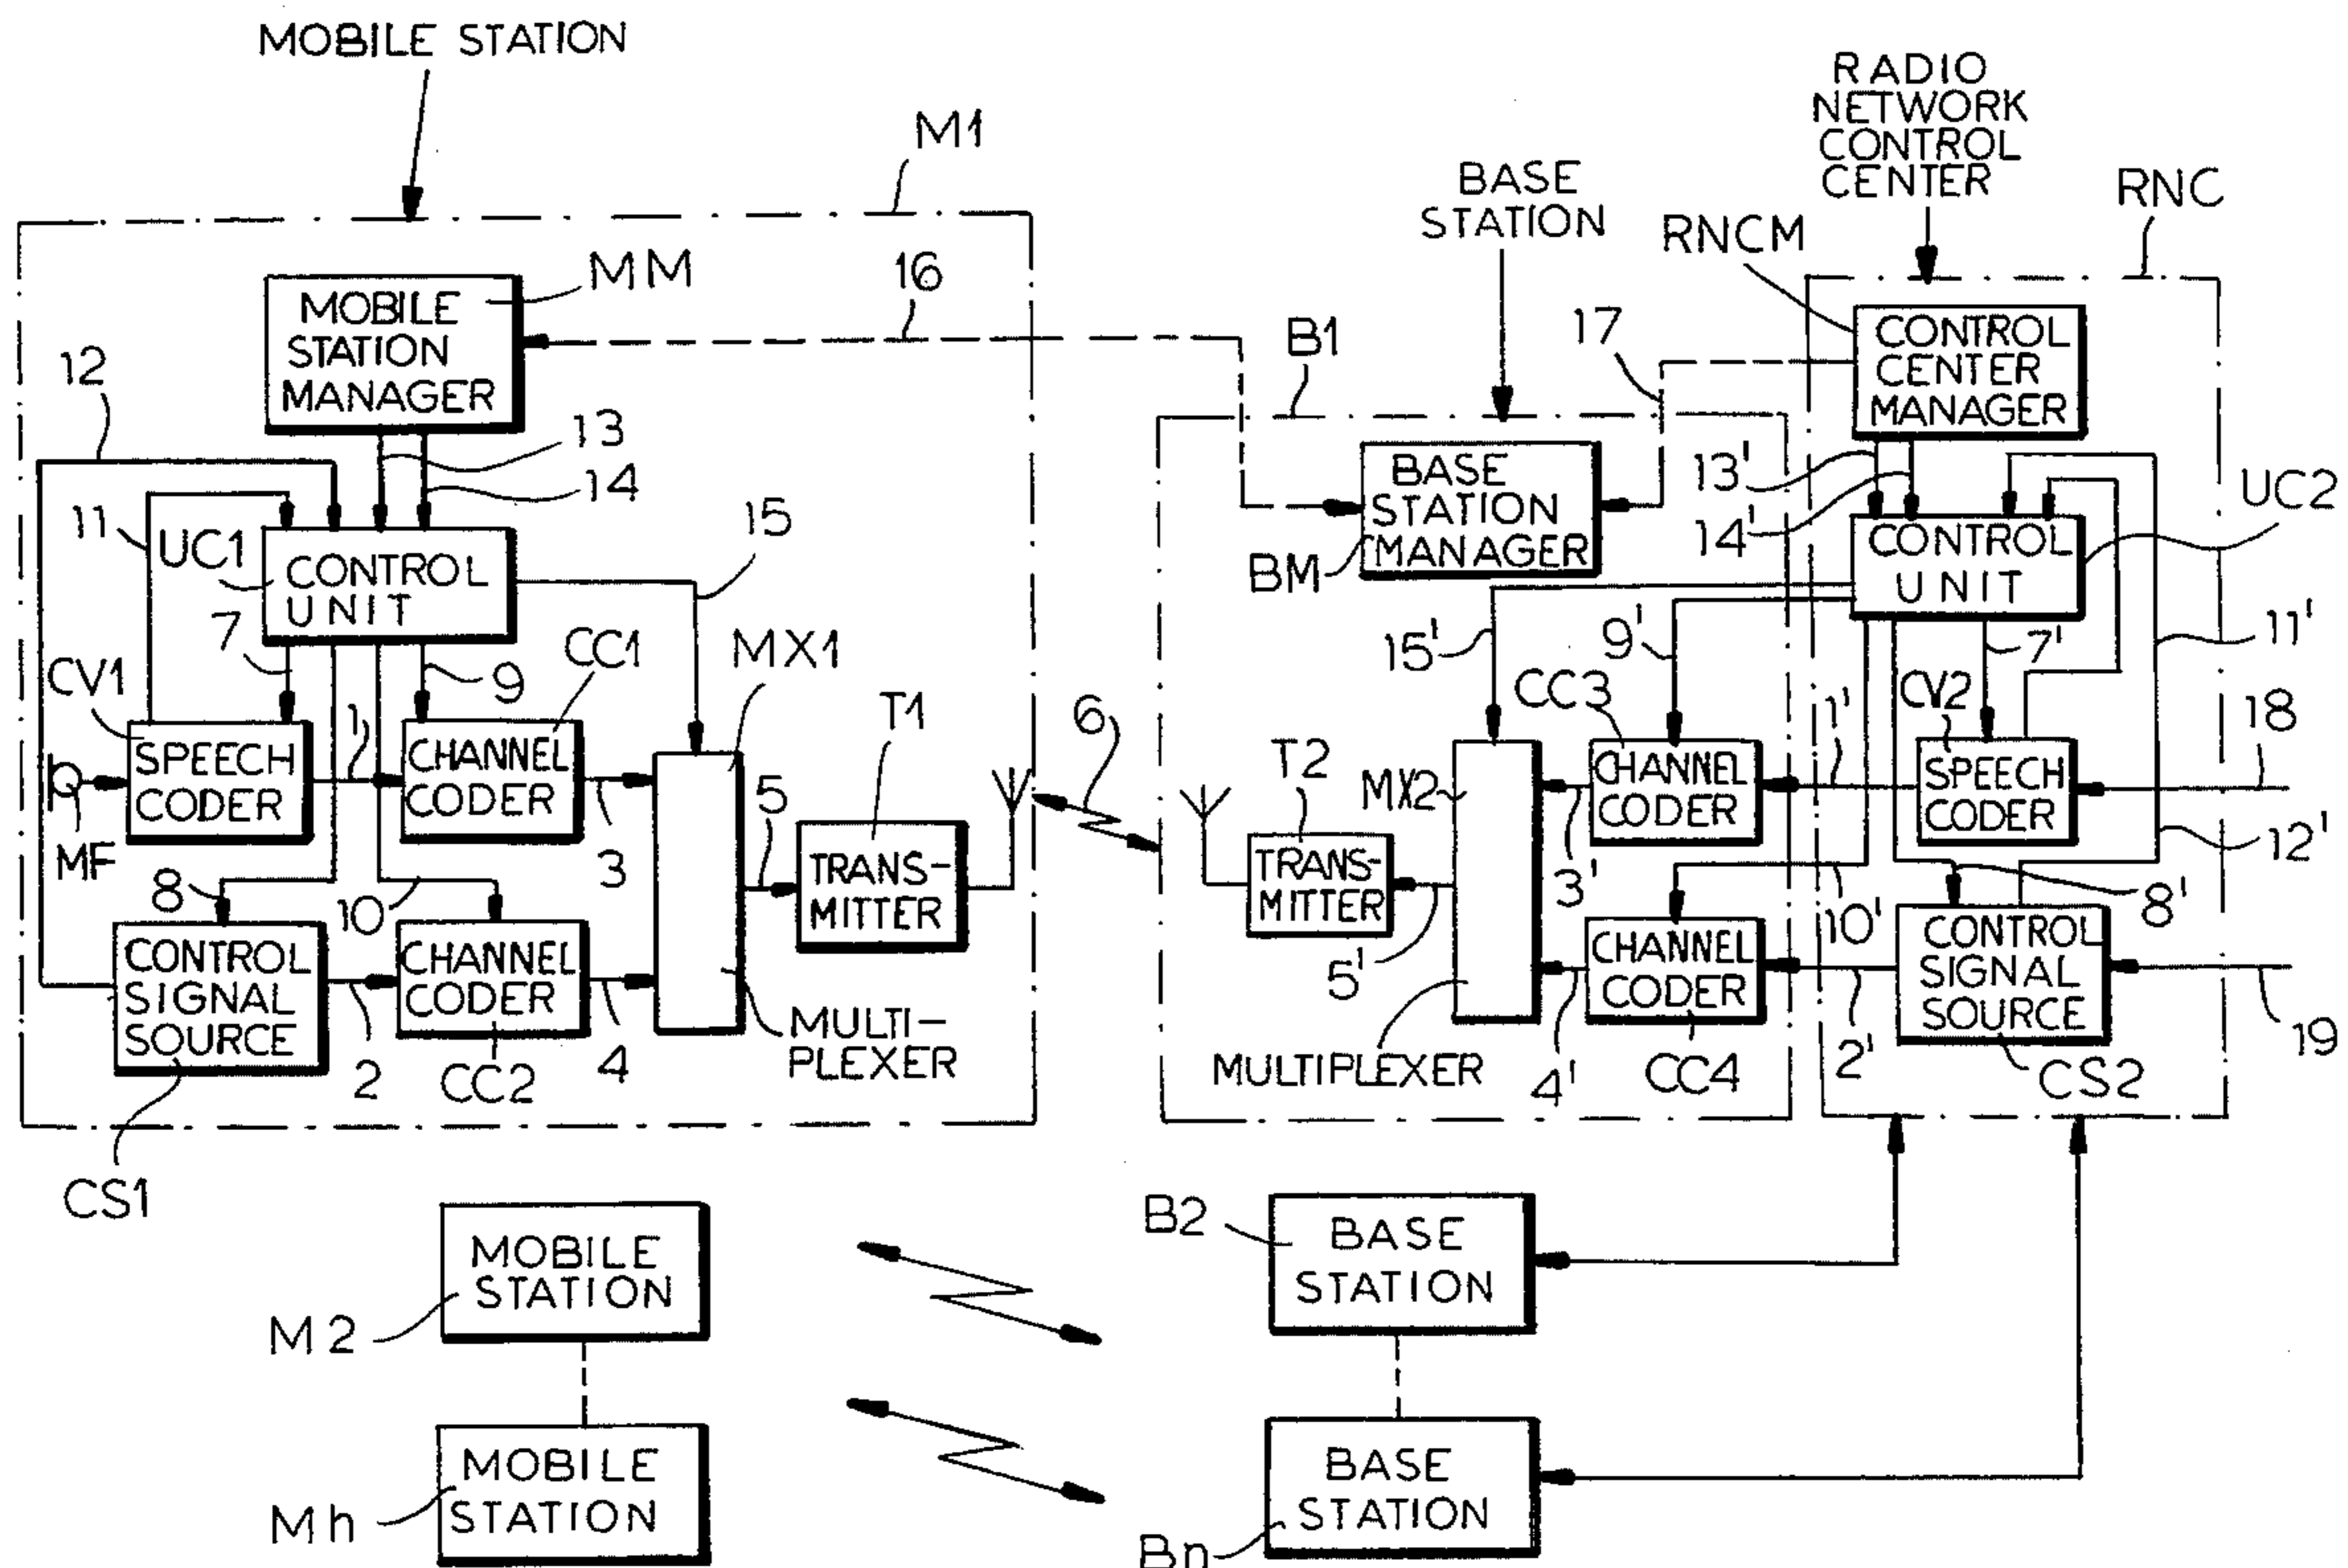 MOBILE STATION
M1
RADIO
NETWORK
CONTROL
CENTER
RNC
BASE
STATION
RNCM
MM
MOBILE
STATION
MANAGER
16
B1
17
CONTROL
CENTER
MANAGER
12
13
14
11
UC1
CONTROL
UNIT
15
BASE
STATION
MANAGER
BM
13'
14'
UC2
CONTROL
UNIT
7
9
CC1
MX1
T1
CV1
SPEECH
CODER
1
CHANNEL
CODER
3
5
TRANS-
MITTER
6
MF
8
10
CONTROL
SIGNAL
SOURCE
2
CHANNEL
CODER
4
CC2
MULTI-
PLEXER
CS1
15'
9'
7'
11'
CC3
CV2
18
T2
MX2
CHANNEL
CODER
1'
SPEECH
CODER
12'
TRANS-
MITTER
3'
10'
8'
5'
CHANNEL
CODER
CONTROL
SIGNAL
SOURCE
19
MULTIPLEXER
4'
CC4
2'
CS2
MOBILE
STATION
M2
B2
BASE
STATION
MOBILE
STATION
Mh
BASE
STATION
Bn